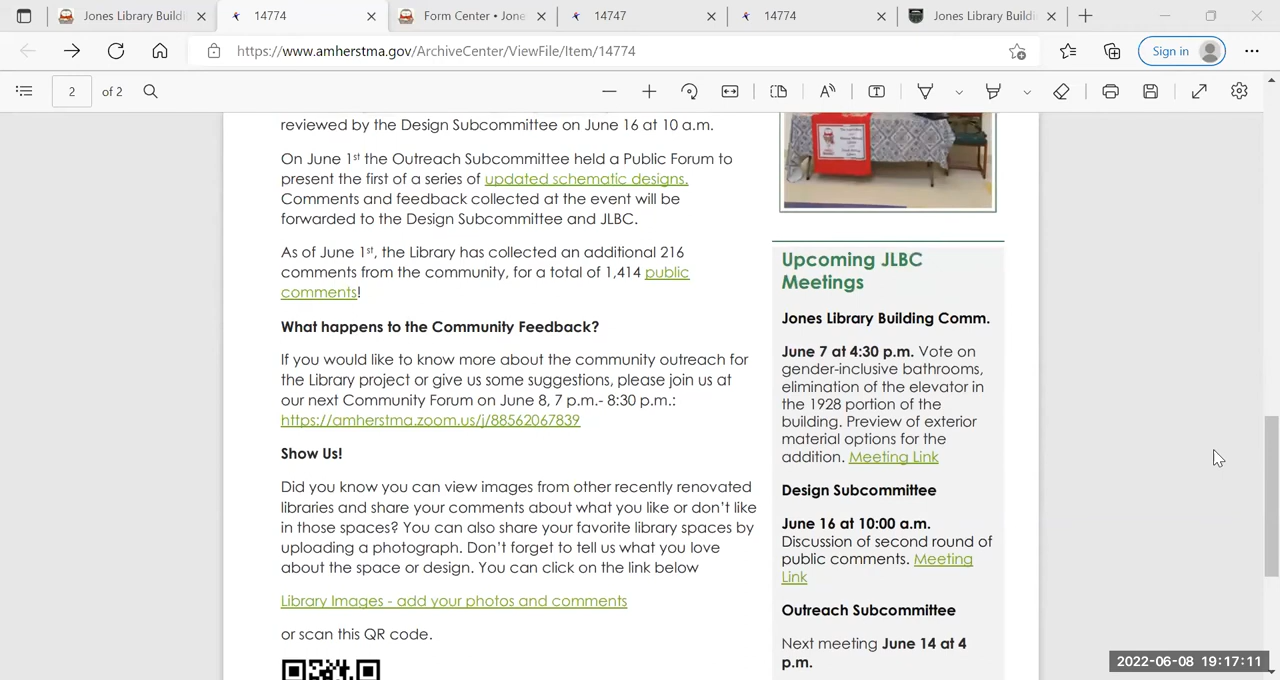 Jones Library Buildi
14774
Form Center • Jone
14747
14774
Jones Library Buildi
https://www.amherstma.gov/ArchiveCenter/ViewFile/Item/14774
Sign in
2
of 2
reviewed by the Design Subcommittee on June 16 at 10 a.m.
On June 1st the Outreach Subcommittee held a Public Forum to
present the first of a series of updated schematic designs.
Comments and feedback collected at the event will be
forwarded to the Design Subcommittee and JLBC.
As of June 1st, the Library has collected an additional 216
comments from the community, for a total of 1,414 public
comments!
What happens to the Community Feedback?
If you would like to know more about the community outreach for
the Library project or give us some suggestions, please join us at
our next Community Forum on June 8, 7 p.m.- 8:30 p.m.:
https://amherstma.zoom.us/j/88562067839
Show Us!
Did you know you can view images from other recently renovated
libraries and share your comments about what you like or don't like
in those spaces? You can also share your favorite library spaces by
uploading a photograph. Don't forget to tell us what you love
about the space or design. You can click on the link below
Library Images - add your photos and comments
or scan this QR code.
Upcoming JLBC
Meetings
Jones Library Building Comm.
June 7 at 4:30 p.m. Vote on
gender-inclusive bathrooms,
elimination of the elevator in
the 1928 portion of the
building. Preview of exterior
material options for the
addition. Meeting Link
Design Subcommittee
June 16 at 10:00 a.m.
Discussion of second round of
public comments. Meeting
Link
Outreach Subcommittee
Next meeting June 14 at 4
p.m.
2022-06-08 19:17:11